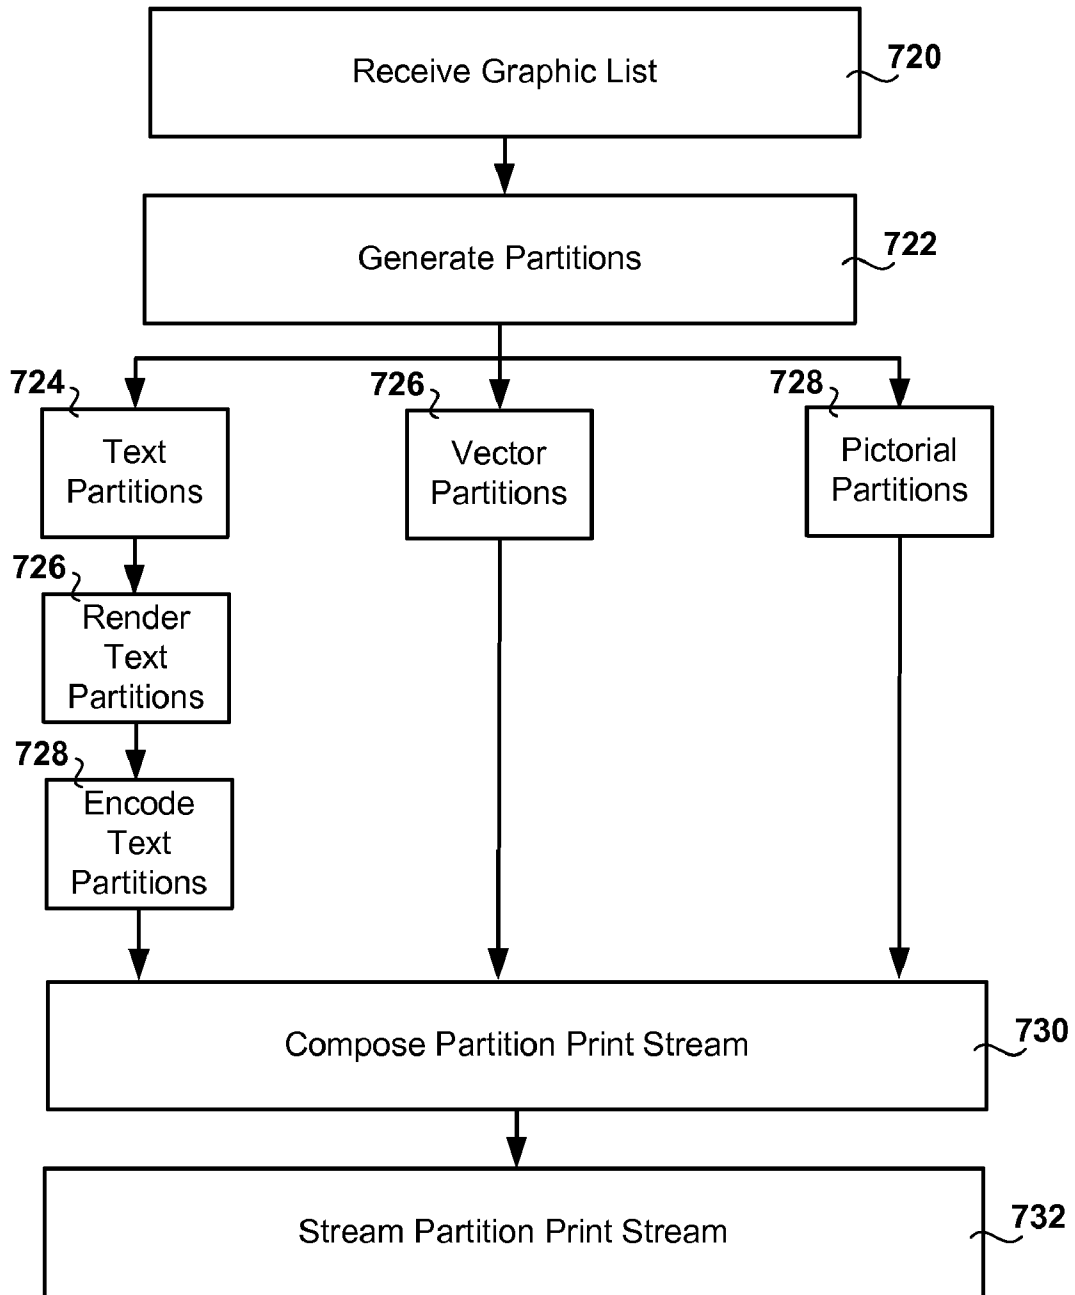 Receive Graphic List
720
Generate Partitions
722
724
Text
Partitions
726
Vector
Partitions
728
Pictorial
Partitions
726
Render
Text
Partitions
728
Encode
Text
Partitions
Compose Partition Print Stream
730
Stream Partition Print Stream
732